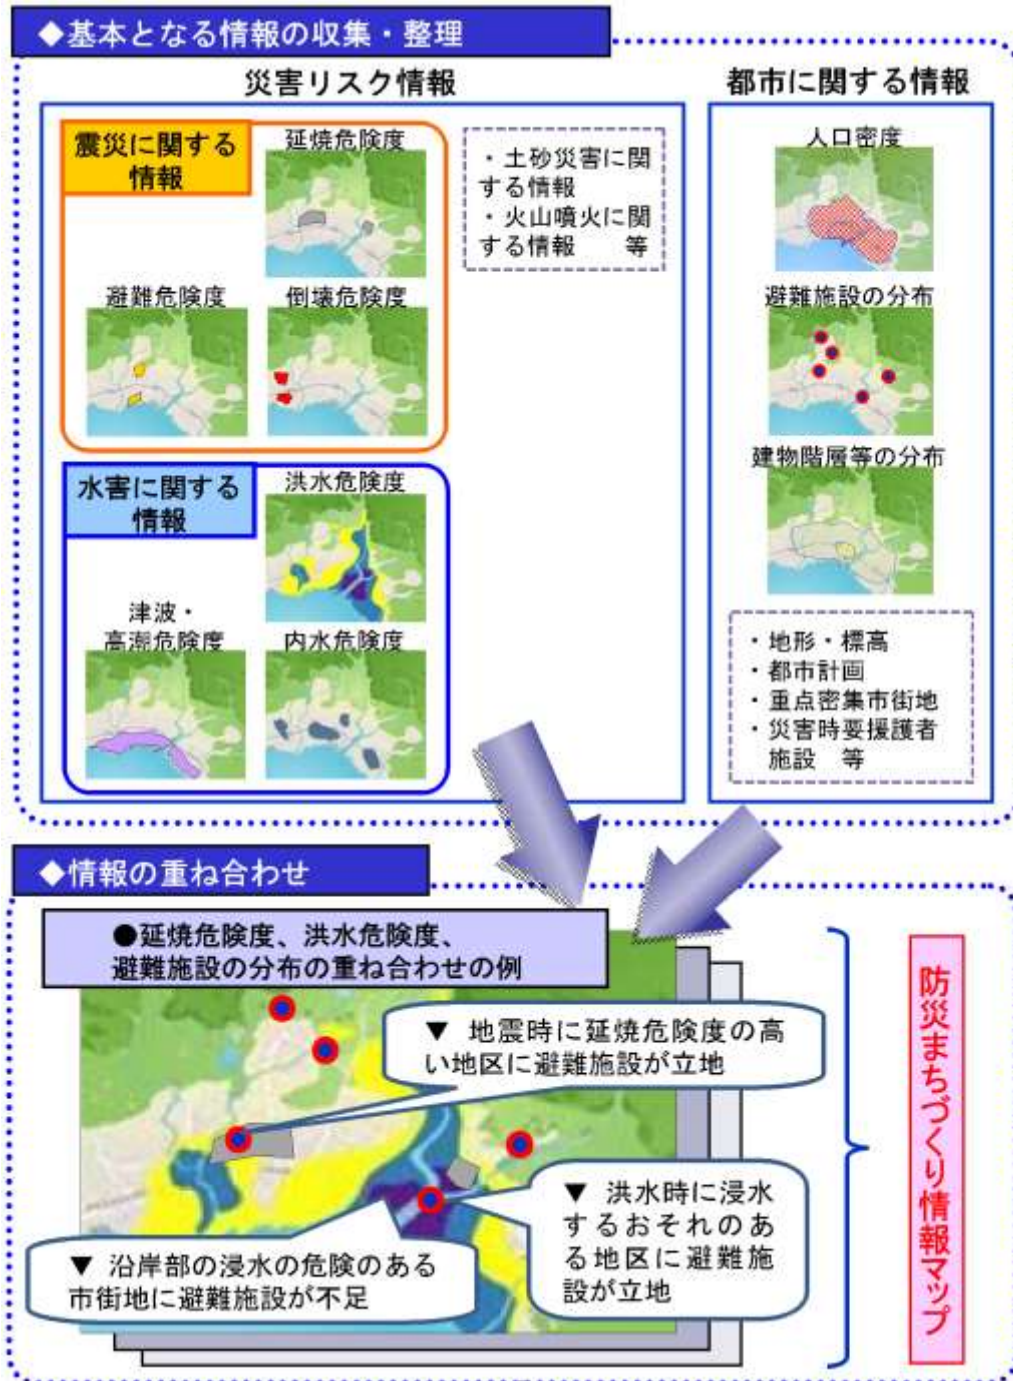 ◆基本となる情報の収集・整理
災害リスク情報
都市に関する情報
震災に関する
情報
延焼危険度
避難危険度
倒壊危険度
・土砂災害に関
する情報
・火山噴火に関
する情報 等
水害に関する
情報
洪水危険度
津波・
高潮危険度
内水危険度
人口密度
避難施設の分布
建物階層等の分布
・地形・標高
・都市計画
・重点密集市街地
・災害時要援護者
施設 等
◆情報の重ね合わせ
●延焼危険度、洪水危険度、
避難施設の分布の重ね合わせの例
▼ 地震時に延焼危険度の高
い地区に避難施設が立地
▼ 洪水時に浸水
するおそれのあ
る地区に避難施
設が立地
▼ 沿岸部の浸水の危険のある
市街地に避難施設が不足
防災まちづくり情報マップ